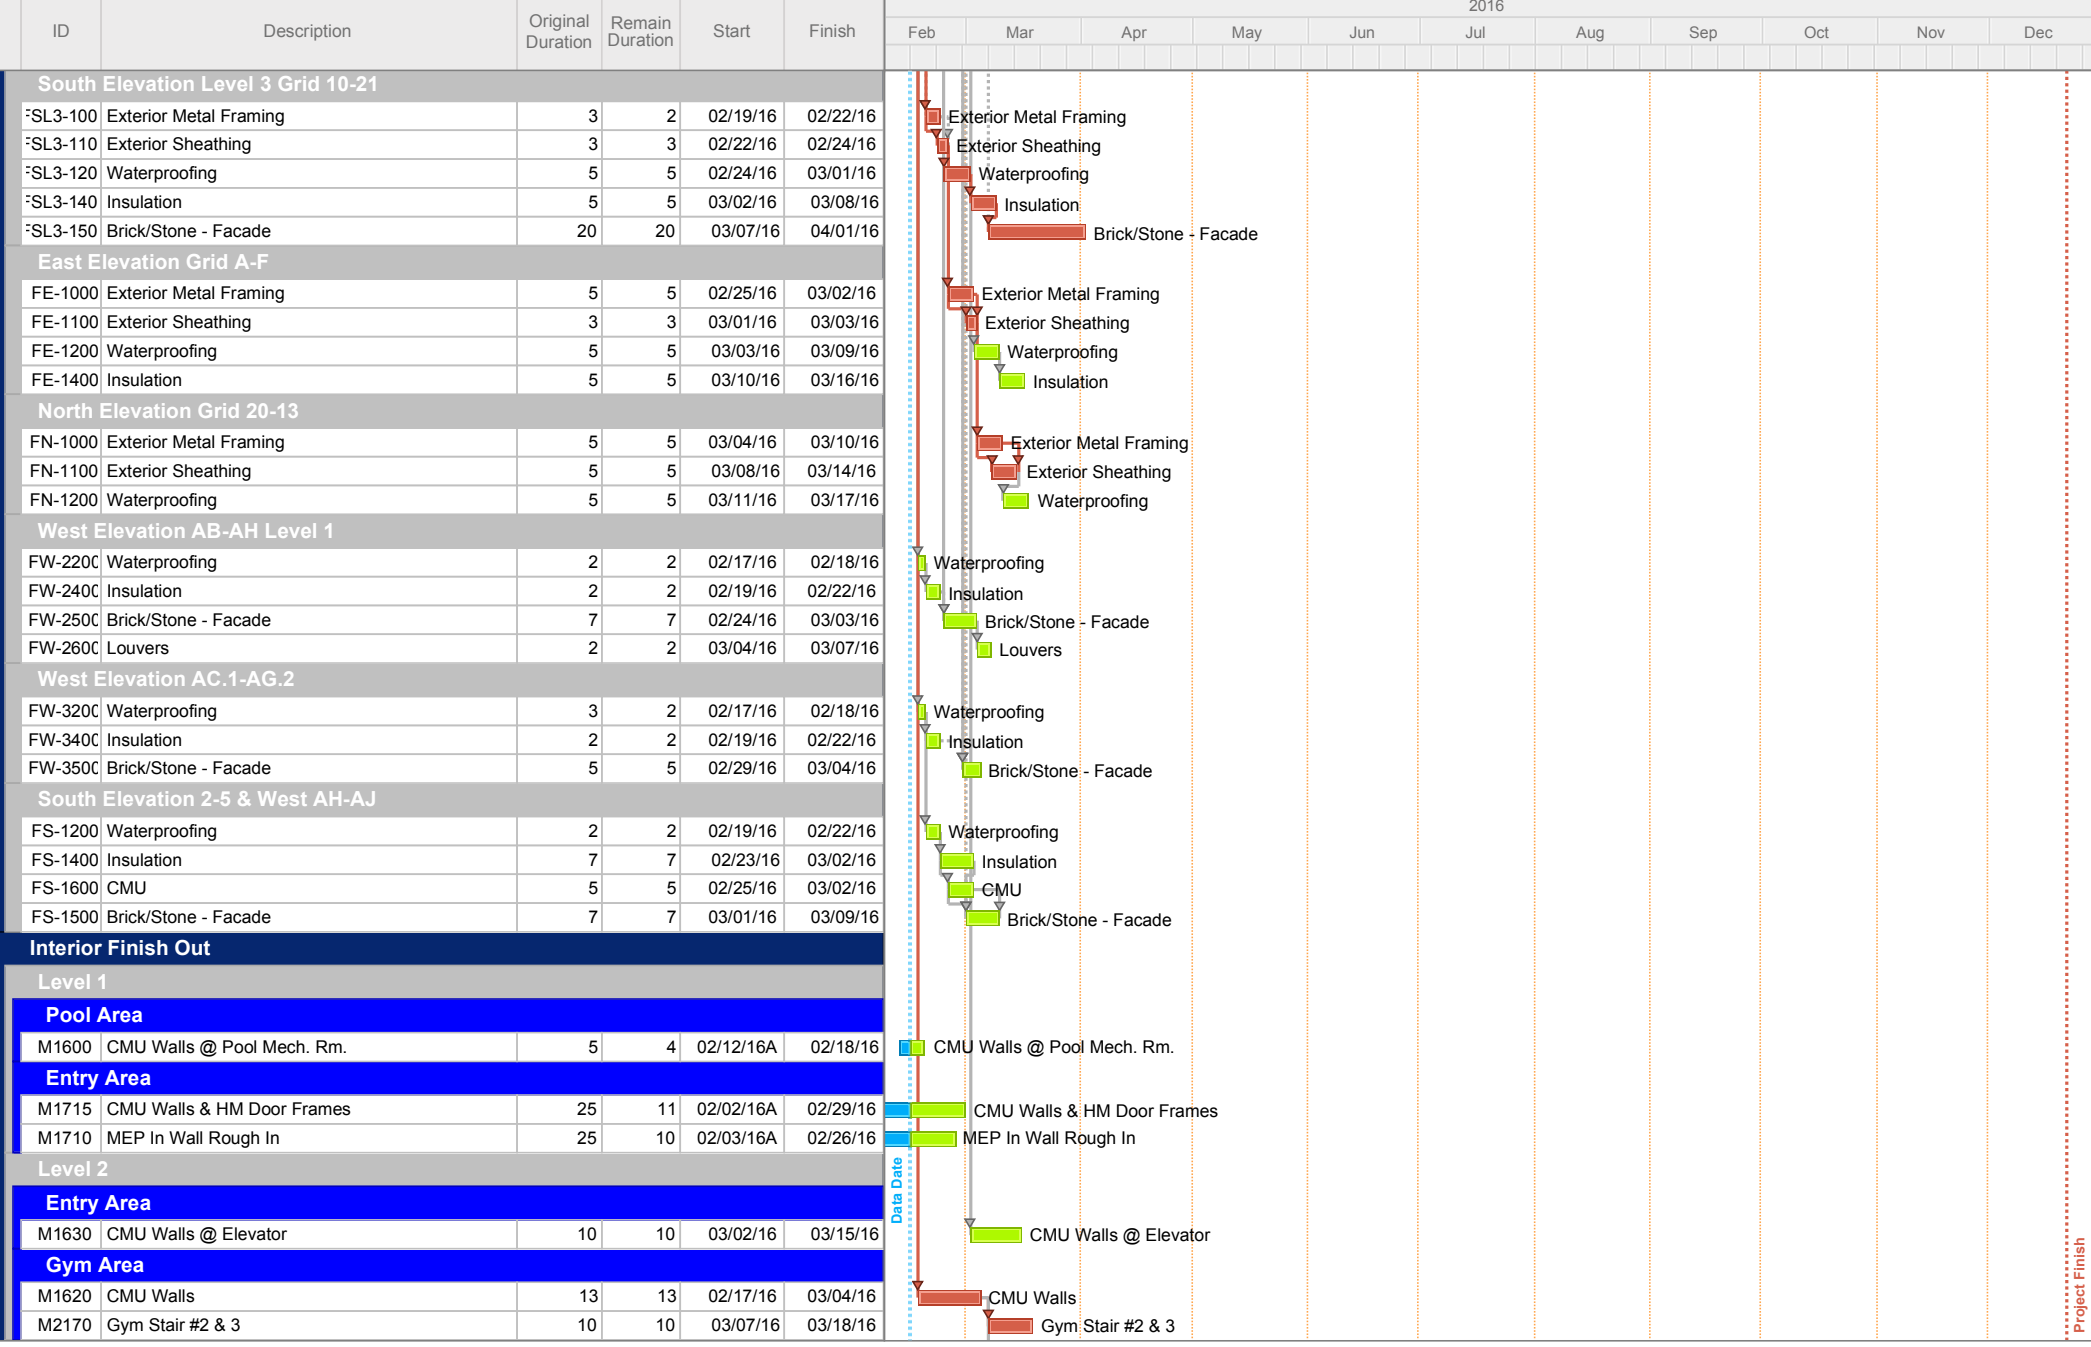 2016
ID Description Original Duration Remain Duration Start Finish Feb Mar Apr May Jun Jul Aug Sep Oct Nov Dec
South Elevation Level 3 Grid 10-21
FSL3-100 Exterior Metal Framing 3 2 02/19/16 02/22/16 Exterior Metal Framing
FSL3-110 Exterior Sheathing 3 3 02/22/16 02/24/16 Exterior Sheathing
FSL3-120 Waterproofing 5 5 02/24/16 03/01/16 Waterproofing
FSL3-140 Insulation 5 5 03/02/16 03/08/16 Insulation
FSL3-150 Brick/Stone - Facade 20 20 03/07/16 04/01/16 Brick/Stone - Facade
East Elevation Grid A-F
FE-1000 Exterior Metal Framing 5 5 02/25/16 03/02/16 Exterior Metal Framing
FE-1100 Exterior Sheathing 3 3 03/01/16 03/03/16 Exterior Sheathing
FE-1200 Waterproofing 5 5 03/03/16 03/09/16 Waterproofing
FE-1400 Insulation 5 5 03/10/16 03/16/16 Insulation
North Elevation Grid 20-13
FN-1000 Exterior Metal Framing 5 5 03/04/16 03/10/16 Exterior Metal Framing
FN-1100 Exterior Sheathing 5 5 03/08/16 03/14/16 Exterior Sheathing
FN-1200 Waterproofing 5 5 03/11/16 03/17/16 Waterproofing
West Elevation AB-AH Level 1
FW-2200 Waterproofing 2 2 02/17/16 02/18/16 Waterproofing
FW-2400 Insulation 2 2 02/19/16 02/22/16 Insulation
FW-2500 Brick/Stone - Facade 7 7 02/24/16 03/03/16 Brick/Stone - Facade
FW-2600 Louvers 2 2 03/04/16 03/07/16 Louvers
West Elevation AC.1-AG.2
FW-3200 Waterproofing 3 2 02/17/16 02/18/16 Waterproofing
FW-3400 Insulation 2 2 02/19/16 02/22/16 Insulation
FW-3500 Brick/Stone - Facade 5 5 02/29/16 03/04/16 Brick/Stone - Facade
South Elevation 2-5 & West AH-AJ
FS-1200 Waterproofing 2 2 02/19/16 02/22/16 Waterproofing
FS-1400 Insulation 7 7 02/23/16 03/02/16 Insulation
FS-1600 CMU 5 5 02/25/16 03/02/16 CMU
FS-1500 Brick/Stone - Facade 7 7 03/01/16 03/09/16 Brick/Stone - Facade
Interior Finish Out
Level 1
Pool Area
M1600 CMU Walls @ Pool Mech. Rm. 5 4 02/12/16A 02/18/16 CMU Walls @ Pool Mech. Rm.
Entry Area
M1715 CMU Walls & HM Door Frames 25 11 02/02/16A 02/29/16 CMU Walls & HM Door Frames
M1710 MEP In Wall Rough In 25 10 02/03/16A 02/26/16 MEP In Wall Rough In
Level 2
Data Date
Entry Area
M1630 CMU Walls @ Elevator 10 10 03/02/16 03/15/16 CMU Walls @ Elevator
Gym Area
M1620 CMU Walls 13 13 02/17/16 03/04/16 CMU Walls
M2170 Gym Stair #2 & 3 10 10 03/07/16 03/18/16 Gym Stair #2 & 3
Project Finish